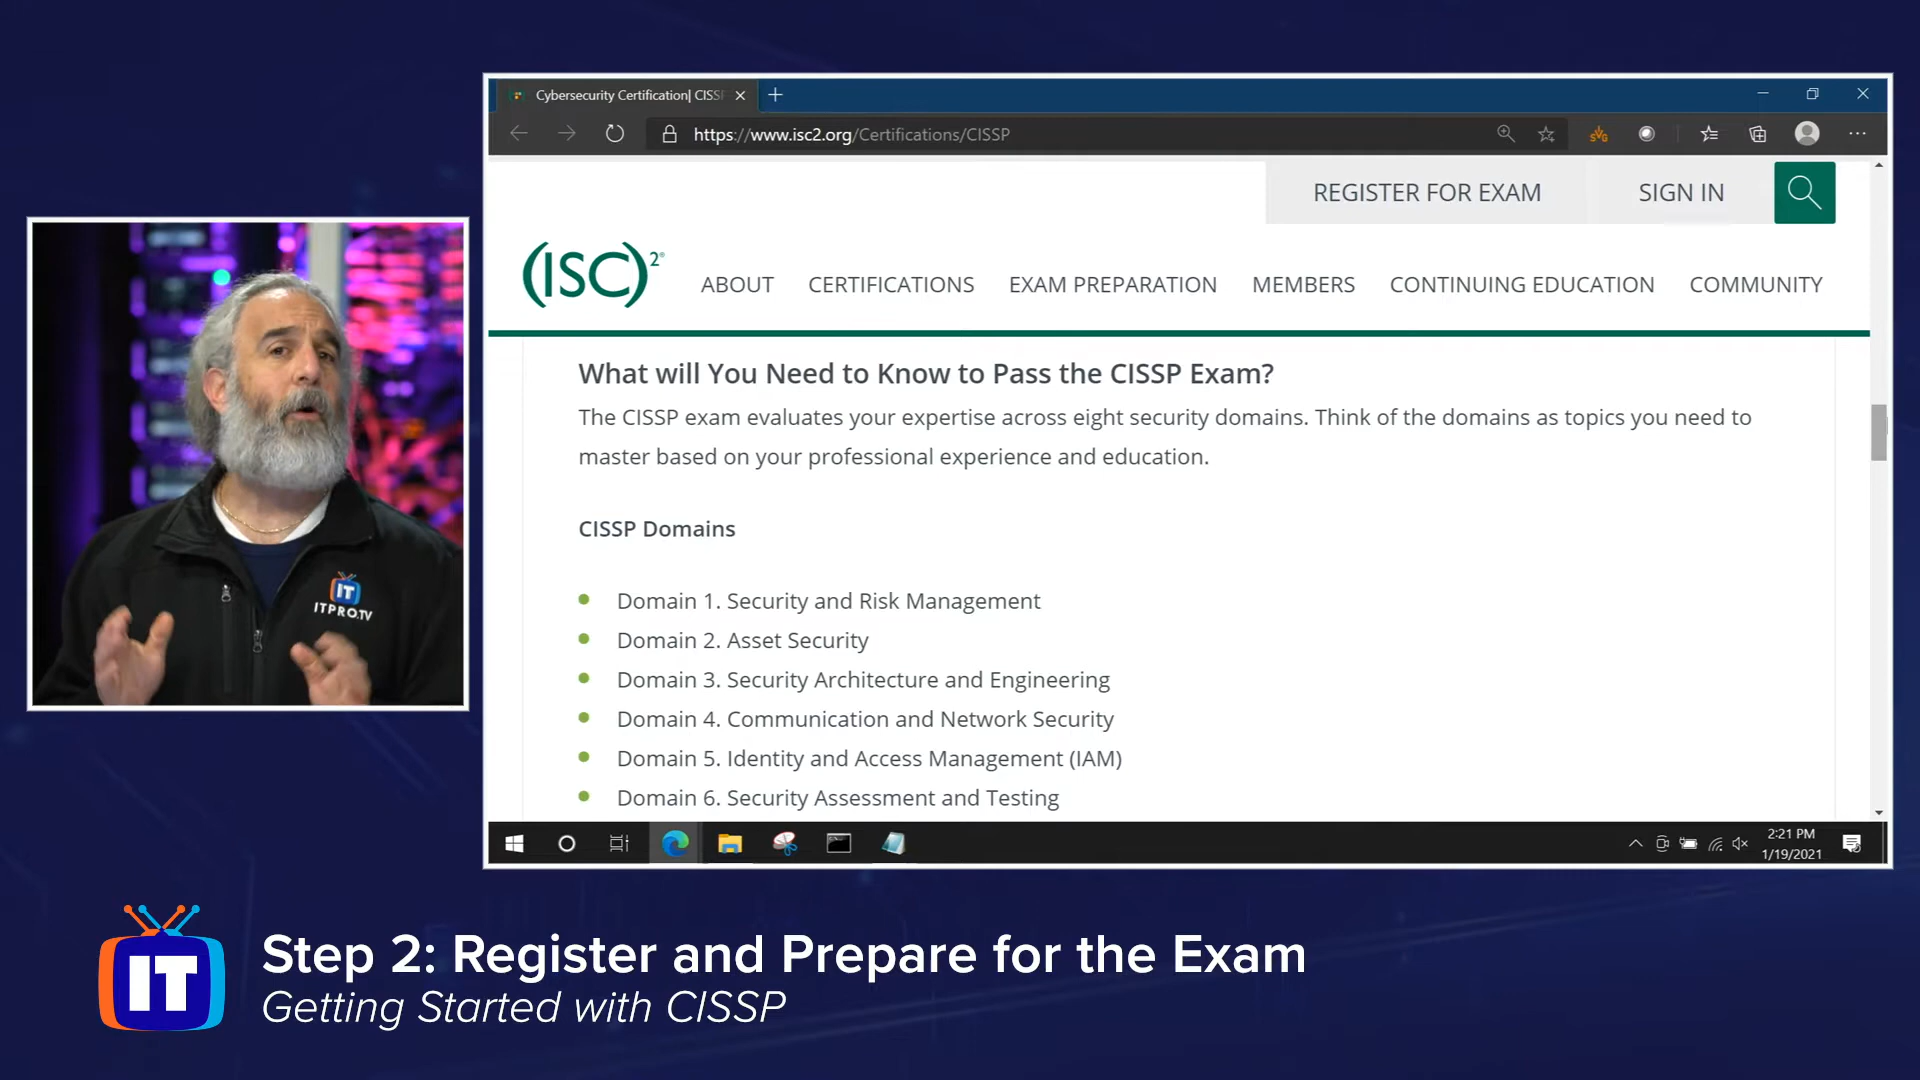 Cybersecurity Certification| CISS
https://www.isc2.org/Certifications/CISSP
SVG
REGISTER FOR EXAM
SIGN IN
(ISC)2®
ABOUT
CERTIFICATIONS
EXAM PREPARATION
MEMBERS
CONTINUING EDUCATION
COMMUNITY
What will You Need to Know to Pass the CISSP Exam?
The CISSP exam evaluates your expertise across eight security domains. Think of the domains as topics you need to
master based on your professional experience and education.
CISSP Domains
Domain 1. Security and Risk Management
Domain 2. Asset Security
Domain 3. Security Architecture and Engineering
Domain 4. Communication and Network Security
Domain 5. Identity and Access Management (IAM)
Domain 6. Security Assessment and Testing
2:21 PM
1/19/2021
IT
ITPRO.TV
IT
Step 2: Register and Prepare for the Exam
Getting Started with CISSP